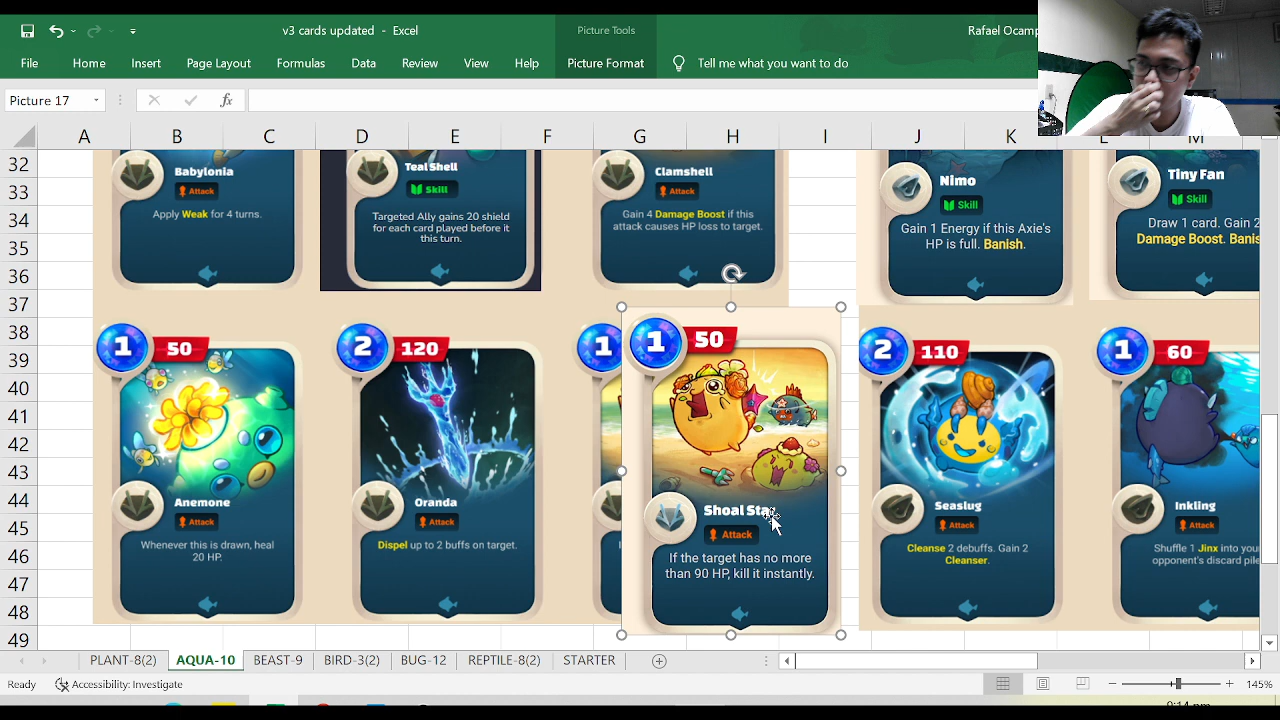 v3 cards updated - Excel
Picture Tools
Rafael Ocam
File Home Insert Page Layout Formulas Data Review View Help Picture Format Tell me what you want to do
Picture 17
fx
A B C D E F G H I J K L M
32
33
34
35
36
37
38
39
40
41
42
43
44
45
46
47
48
49
Babylonia
Attack
Apply Weak for 4 turns.
Teal Shell
Skill
Targeted Ally gains 20 shield
for each card played before it
this turn.
Clamshell
Attack
Gain 4 Damage Boost if this
attack causes HP loss to target.
Nimo
Skill
Gain 1 Energy if this Axie's
HP is full. Banish.
Tiny Fan
Skill
Draw 1 card. Gain 2
Damage Boost. Banis
1 50
Anemone
Attack
Whenever this is drawn, heal
20 HP.
2 120
Oranda
Attack
Dispel up to 2 buffs on target.
1
1 50
Shoal Star
Attack
If the target has no more
than 90 HP, kill it instantly.
2 110
Seaslug
Attack
Cleanse 2 debuffs. Gain 2
Cleanser.
1 60
Inkling
Attack
Shuffle 1 Jinx into you
opponent's discard pile
PLANT-8(2) AQUA-10 BEAST-9 BIRD-3(2) BUG-12 REPTILE-8(2) STARTER
Ready Accessibility: Investigate 145%
9:14 PM